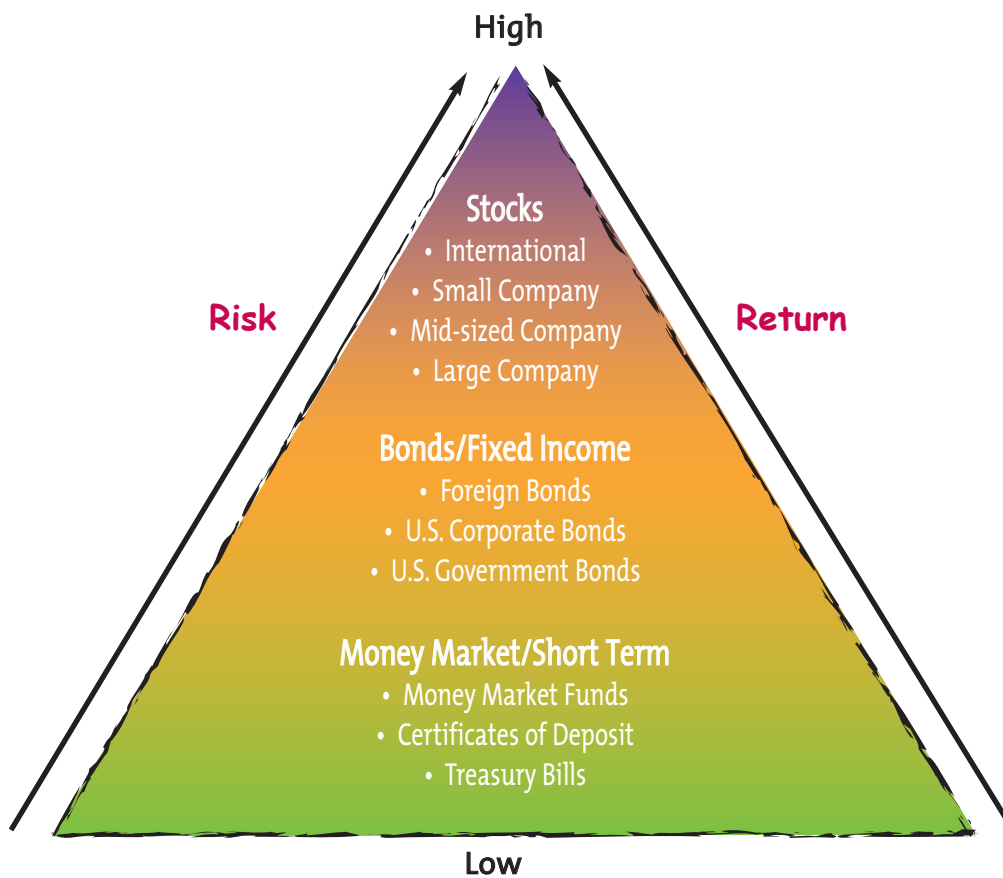 High
Stocks
• International
• Small Company
Risk
Return
• Mid-sized Company
• Large Company
Bonds/Fixed Income
• Foreign Bonds
• U.S. Corporate Bonds
• U.S. Government Bonds
Money Market/Short Term
• Money Market Funds
• Certificates of Deposit
• Treasury Bills
Low